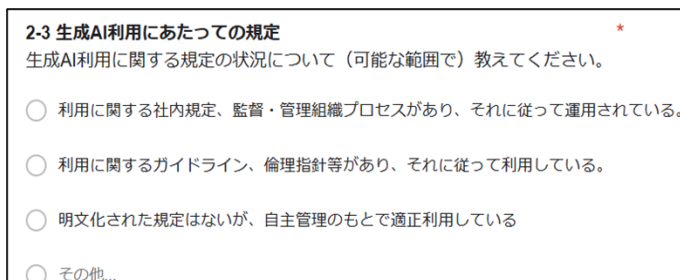 2-3 生成AI利用にあたっての規定 *
生成AI利用に関する規定の状況について（可能な範囲で）教えてください。
利用に関する社内規定、監督・管理組織プロセスがあり、それに従って運用されている。
利用に関するガイドライン、倫理指針等があり、それに従って利用している。
明文化された規定はないが、自主管理のもとで適正利用している
その他...